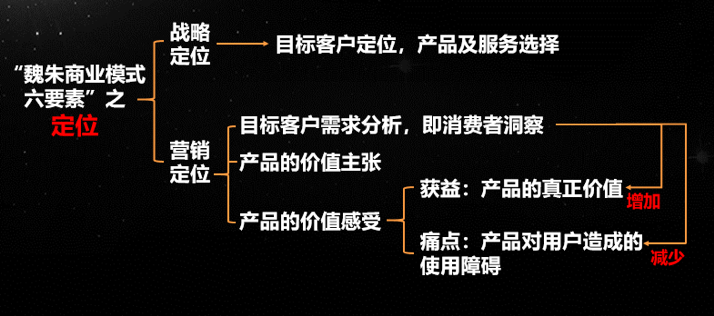 “魏朱商业模式
六要素”之
定位
战略
定位
目标客户定位，产品及服务选择
营销
定位
目标客户需求分析，即消费者洞察
产品的价值主张
产品的价值感受
获益：产品的真正价值
增加
痛点：产品对用户造成的
使用障碍
减少